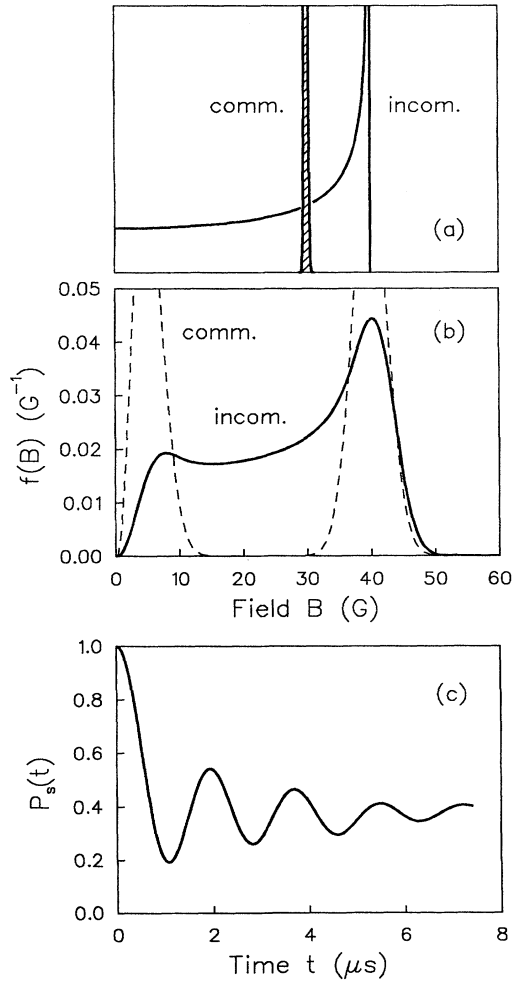 comm. incom.
(a)
0.05
comm. (b)
0.04
0.03
incom.
0.02
0.01
0.00
f(B) (G⁻¹)
0 10 20 30 40 50 60
Field B (G)
1.0
(c)
0.8
0.6
0.4
0.2
0.0
Pₛ(t)
0 2 4 6 8
Time t (μs)